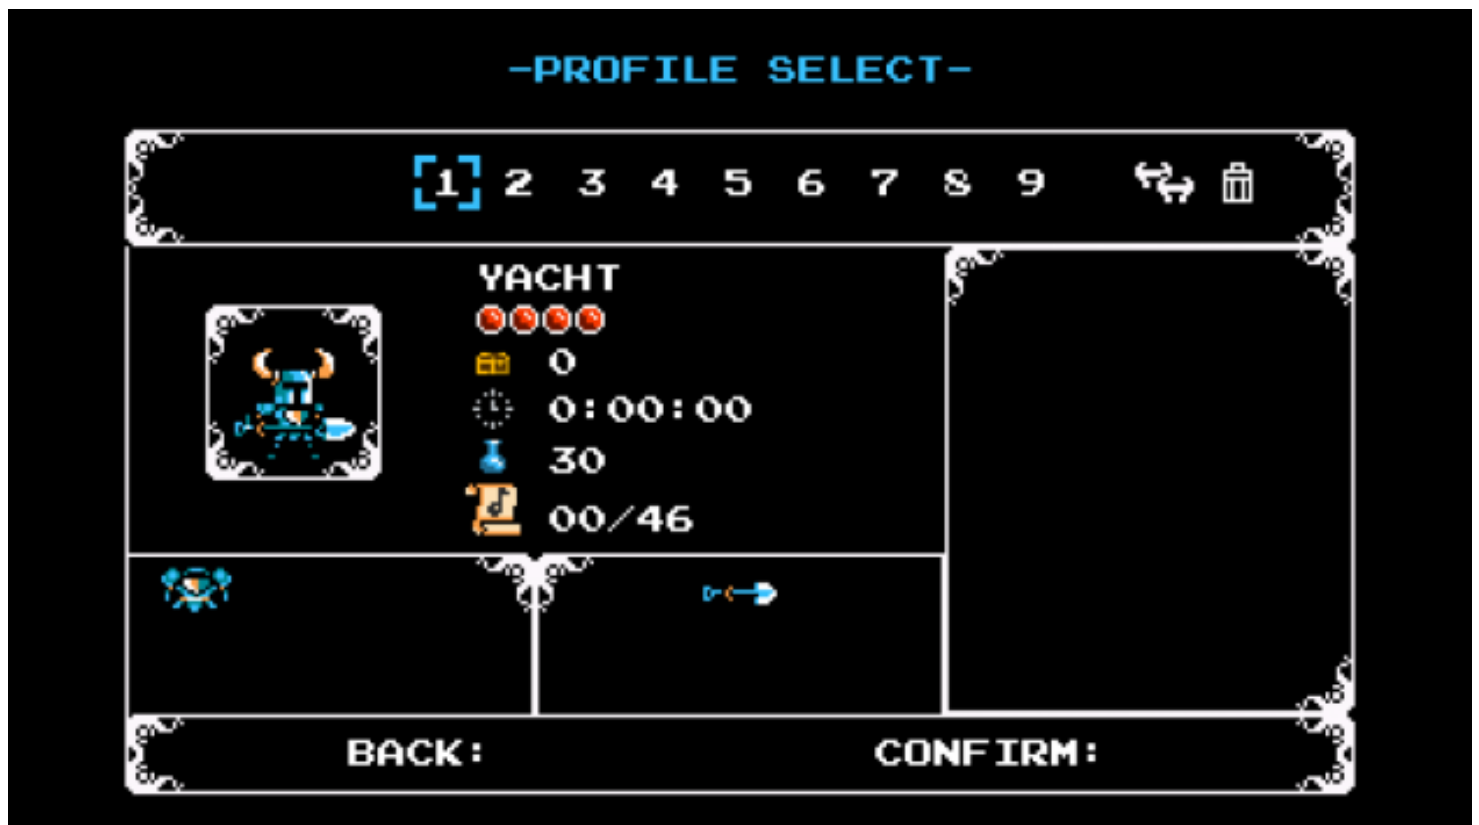 -PROFILE SELECT-
1 2 3 4 5 6 7 8 9
YACHT
0
0:00:00
30
00/46
BACK: CONFIRM: